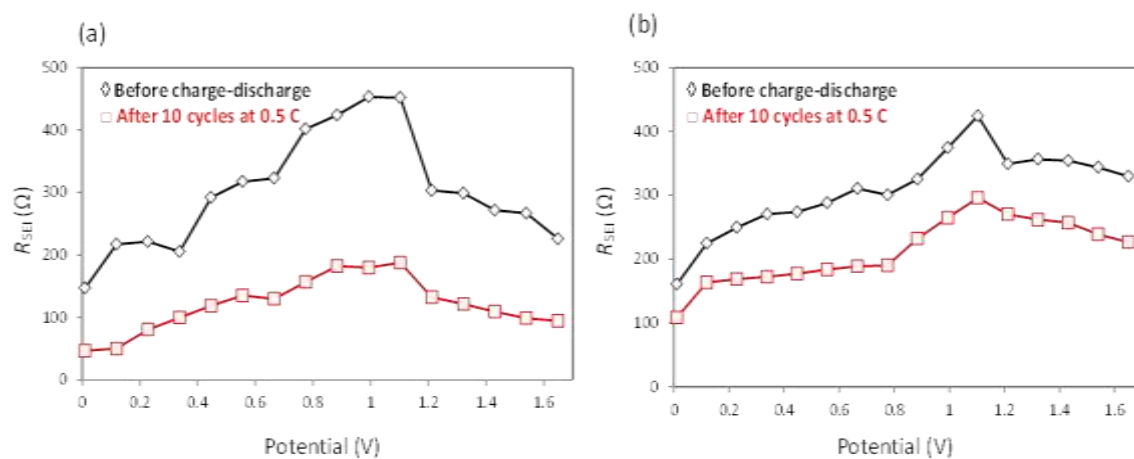 (a)
500
400
300
200
100
0
R_SEI (Ω)
◇ Before charge-discharge
□ After 10 cycles at 0.5 C
0 0.2 0.4 0.6 0.8 1 1.2 1.4 1.6
Potential (V)
(b)
500
400
300
200
100
0
R_SEI (Ω)
◇ Before charge-discharge
□ After 10 cycles at 0.5 C
0 0.2 0.4 0.6 0.8 1 1.2 1.4 1.6
Potential (V)